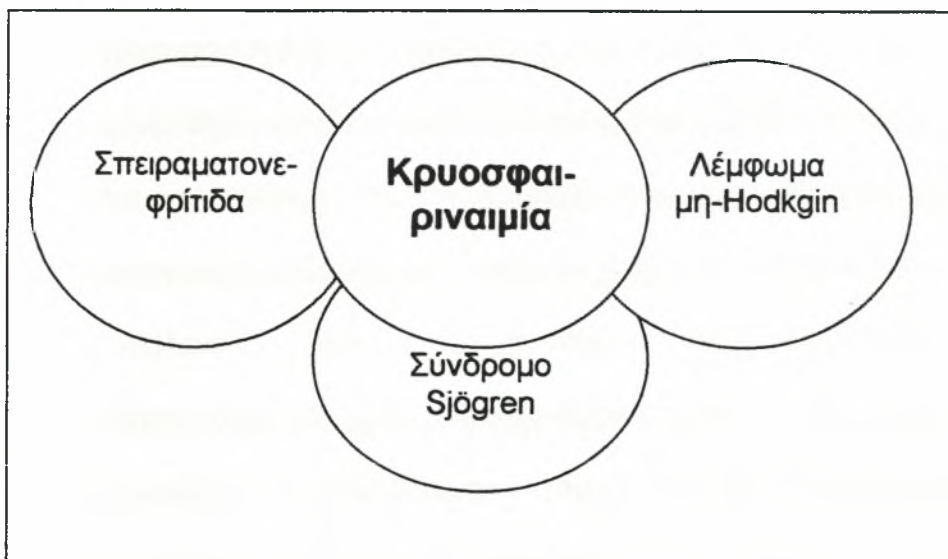 Σπειραματονε-
φρίτιδα
Κρυοσφαι-
ριναιμία
Λέμφωμα
μη-Hodkgin
Σύνδρομο
Sjögren